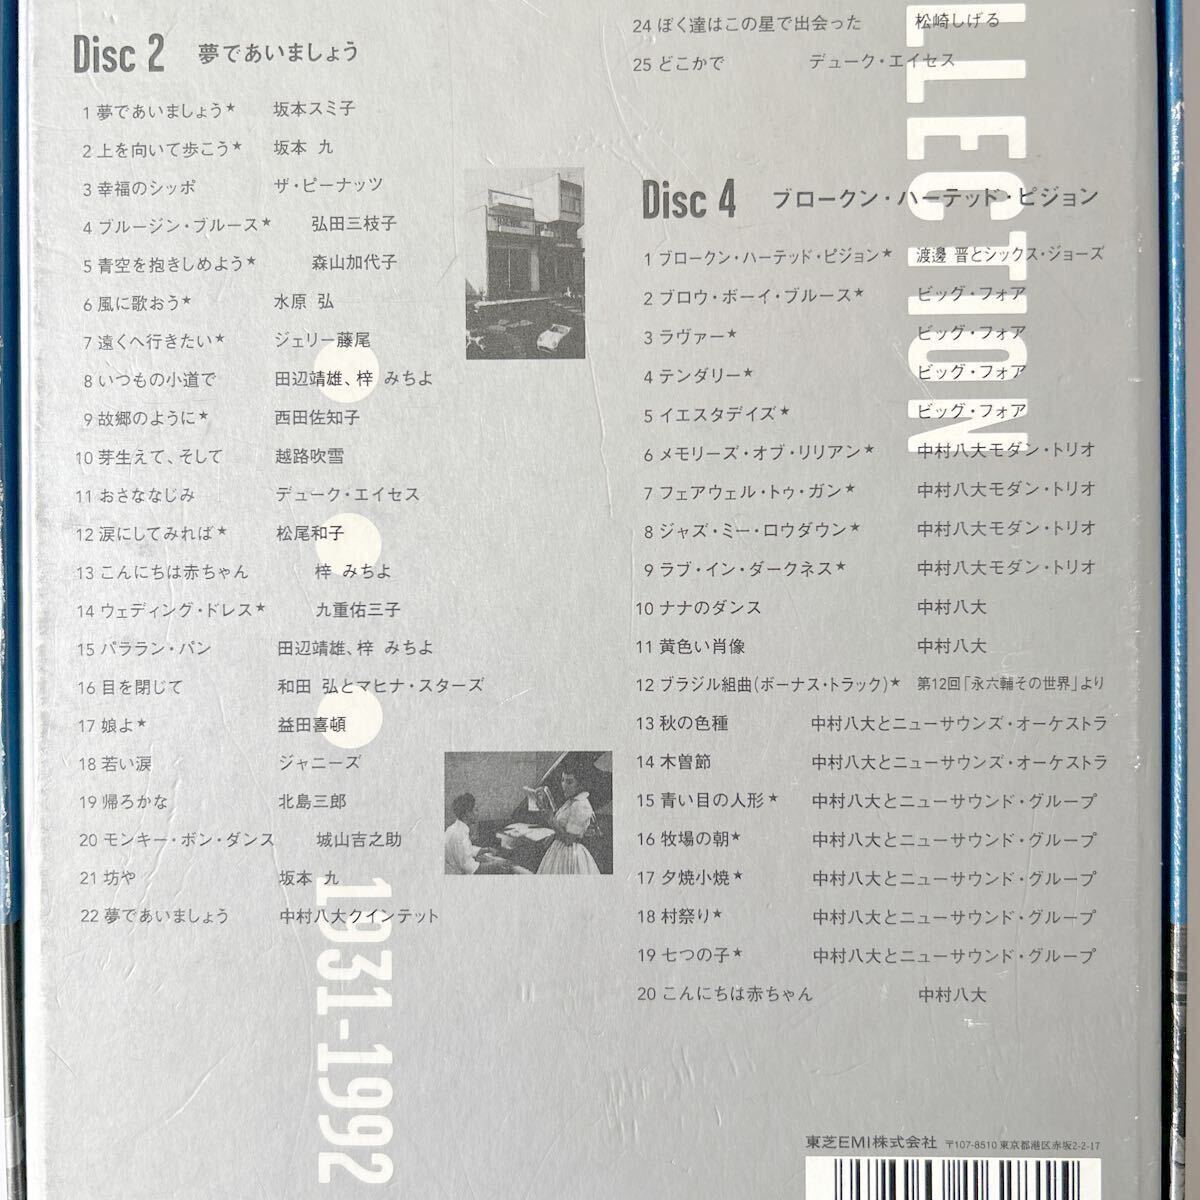 Disc 2 夢であいましょう
1 夢であいましょう★ 坂本スミ子
2 上を向いて歩こう★ 坂本 九
3 幸福のシッポ ザ・ピーナッツ
4 ブルージン・ブルース★ 弘田三枝子
5 青空を抱きしめよう★ 森山加代子
6 風に歌おう★ 水原 弘
7 遠くへ行きたい★ ジェリー藤尾
8 いつもの小道で 田辺靖雄、梓 みちよ
9 故郷のように★ 西田佐知子
10 芽生えて、そして 越路吹雪
11 おさななじみ デューク・エイセス
12 涙にしてみれば★ 松尾和子
13 こんにちは赤ちゃん 梓 みちよ
14 ウェディング・ドレス★ 九重佑三子
15 パララン・パン 田辺靖雄、梓 みちよ
16 目を閉じて 和田 弘とマヒナ・スターズ
17 娘よ★ 益田喜頓
18 若い涙 ジャニーズ
19 帰ろかな 北島三郎
20 モンキー・ボン・ダンス 城山吉之助
21 坊や 坂本 九
22 夢であいましょう 中村八大クインテット
1931-1992
24 ぼく達はこの星で出会った 松崎しげる
25 どこかで デューク・エイセス
LLECTION
Disc 4 ブロークン・ハーテッド・ピジョン
1 ブロークン・ハーテッド・ピジョン★ 渡邊 晋とシックス・ジョーズ
2 ブロウ・ボーイ・ブルース★ ビッグ・フォア
3 ラヴァー★ ビッグ・フォア
4 テンダリー★ ビッグ・フォア
5 イエスタデイズ★ ビッグ・フォア
6 メモリーズ・オブ・リリアン★ 中村八大モダン・トリオ
7 フェアウェル・トゥ・ガン★ 中村八大モダン・トリオ
8 ジャズ・ミー・ロウダウン★ 中村八大モダン・トリオ
9 ラブ・イン・ダークネス★ 中村八大モダン・トリオ
10 ナナのダンス 中村八大
11 黄色い肖像 中村八大
12 ブラジル組曲(ボーナス・トラック)★ 第12回「永六輔その世界」より
13 秋の色種 中村八大とニューサウンズ・オーケストラ
14 木曽節 中村八大とニューサウンズ・オーケストラ
15 青い目の人形★ 中村八大とニューサウンド・グループ
16 牧場の朝★ 中村八大とニューサウンド・グループ
17 夕焼小焼★ 中村八大とニューサウンド・グループ
18 村祭り★ 中村八大とニューサウンド・グループ
19 七つの子★ 中村八大とニューサウンド・グループ
20 こんにちは赤ちゃん 中村八大
東芝EMI株式会社 〒107-8510 東京都港区赤坂2-2-17